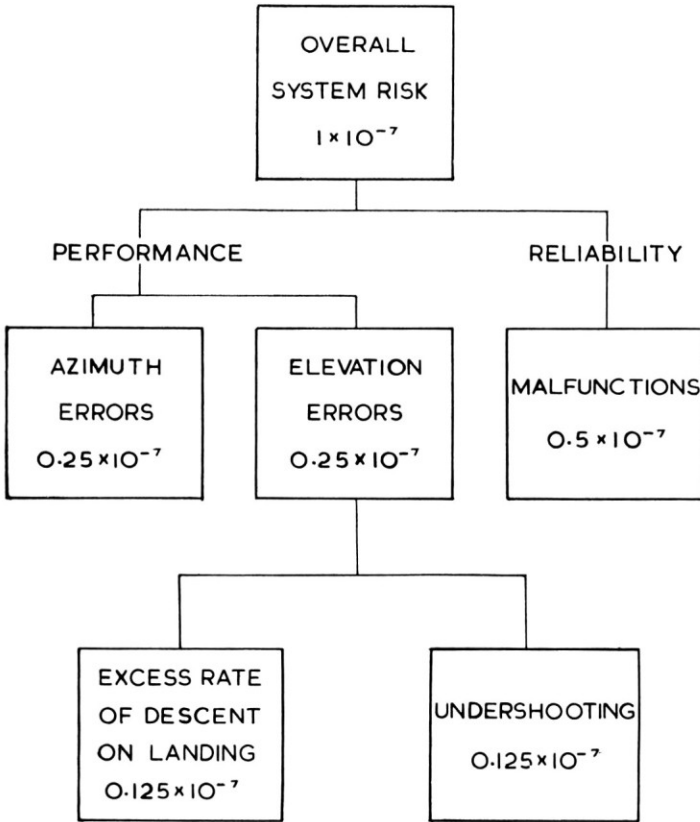 OVERALL
SYSTEM RISK
1 × 10⁻⁷
PERFORMANCE
RELIABILITY
AZIMUTH
ERRORS
0.25 × 10⁻⁷
ELEVATION
ERRORS
0.25 × 10⁻⁷
MALFUNCTIONS
0.5 × 10⁻⁷
EXCESS RATE
OF DESCENT
ON LANDING
0.125 × 10⁻⁷
UNDERSHOOTING
0.125 × 10⁻⁷